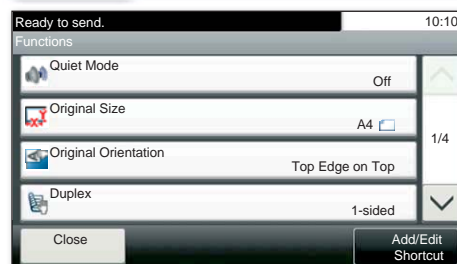 Ready to send. 10:10
Functions
Quiet Mode
Off
Original Size
A4
1/4
Original Orientation
Top Edge on Top
Duplex
1-sided
Close
Add/Edit
Shortcut